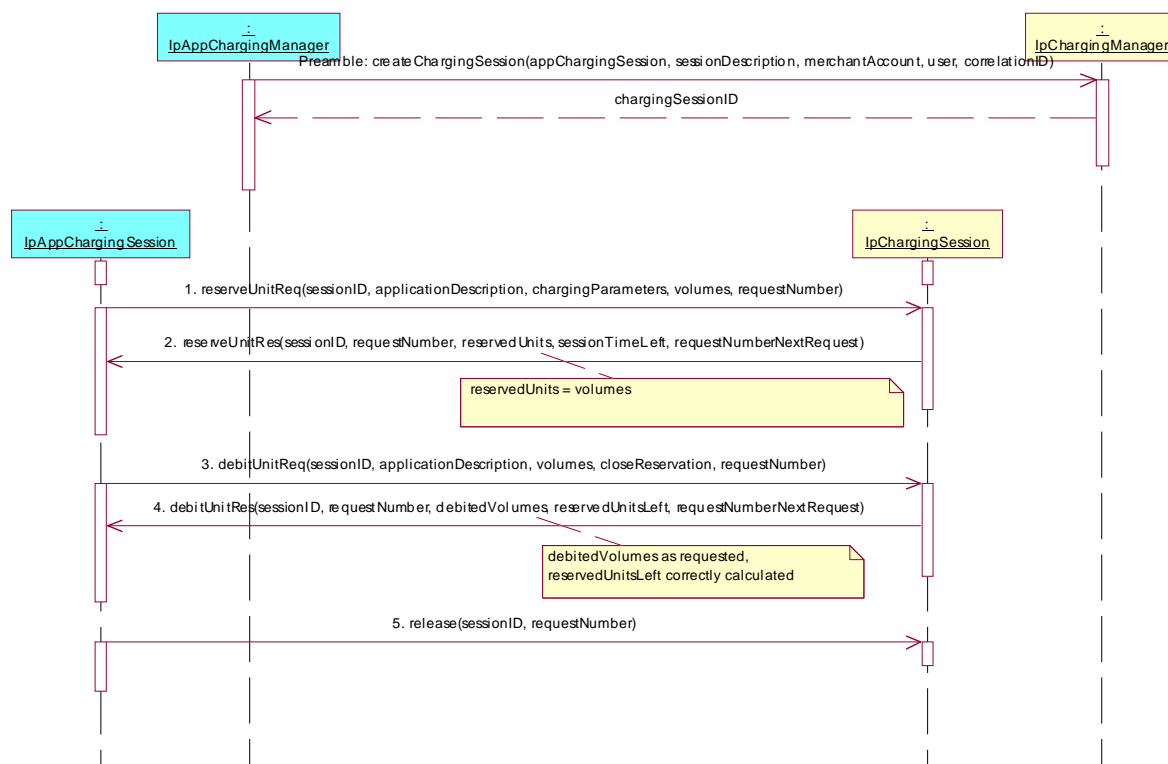 :
IpAppChargingManager
:
IpChargingManager
Preamble: createChargingSession(appChargingSession, sessionDescription, merchantAccount, user, correlationID)
chargingSessionID
:
IpAppChargingSession
:
IpChargingSession
1. reserveUnitReq(sessionID, applicationDescription, chargingParameters, volumes, requestNumber)
2. reserveUnitRes(sessionID, requestNumber, reservedUnits, sessionTimeLeft, requestNumberNextRequest)
reservedUnits = volumes
3. debitUnitReq(sessionID, applicationDescription, volumes, closeReservation, requestNumber)
4. debitUnitRes(sessionID, requestNumber, debitedVolumes, reservedUnitsLeft, requestNumberNextRequest)
debitedVolumes as requested,
reservedUnitsLeft correctly calculated
5. release(sessionID, requestNumber)